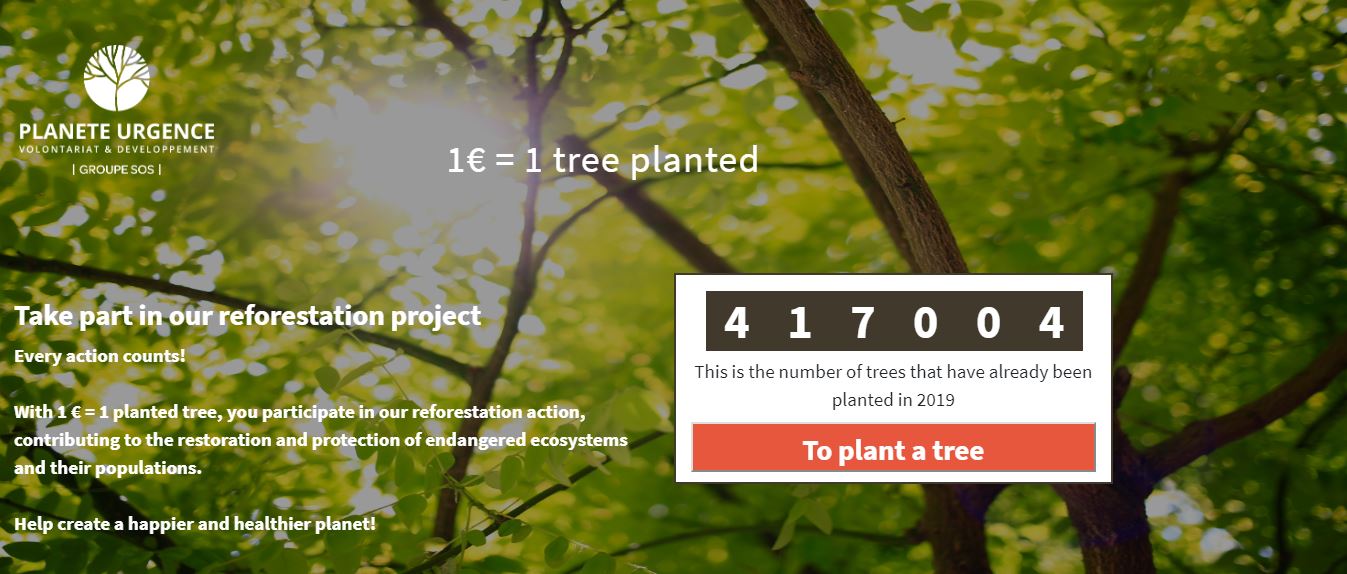 PLANETE URGENCE
VOLONTARIAT & DEVELOPPEMENT
| GROUPE SOS |
1€ = 1 tree planted
Take part in our reforestation project
Every action counts!
With 1 € = 1 planted tree, you participate in our reforestation action,
contributing to the restoration and protection of endangered ecosystems
and their populations.
Help create a happier and healthier planet!
4 1 7 0 0 4
This is the number of trees that have already been
planted in 2019
To plant a tree